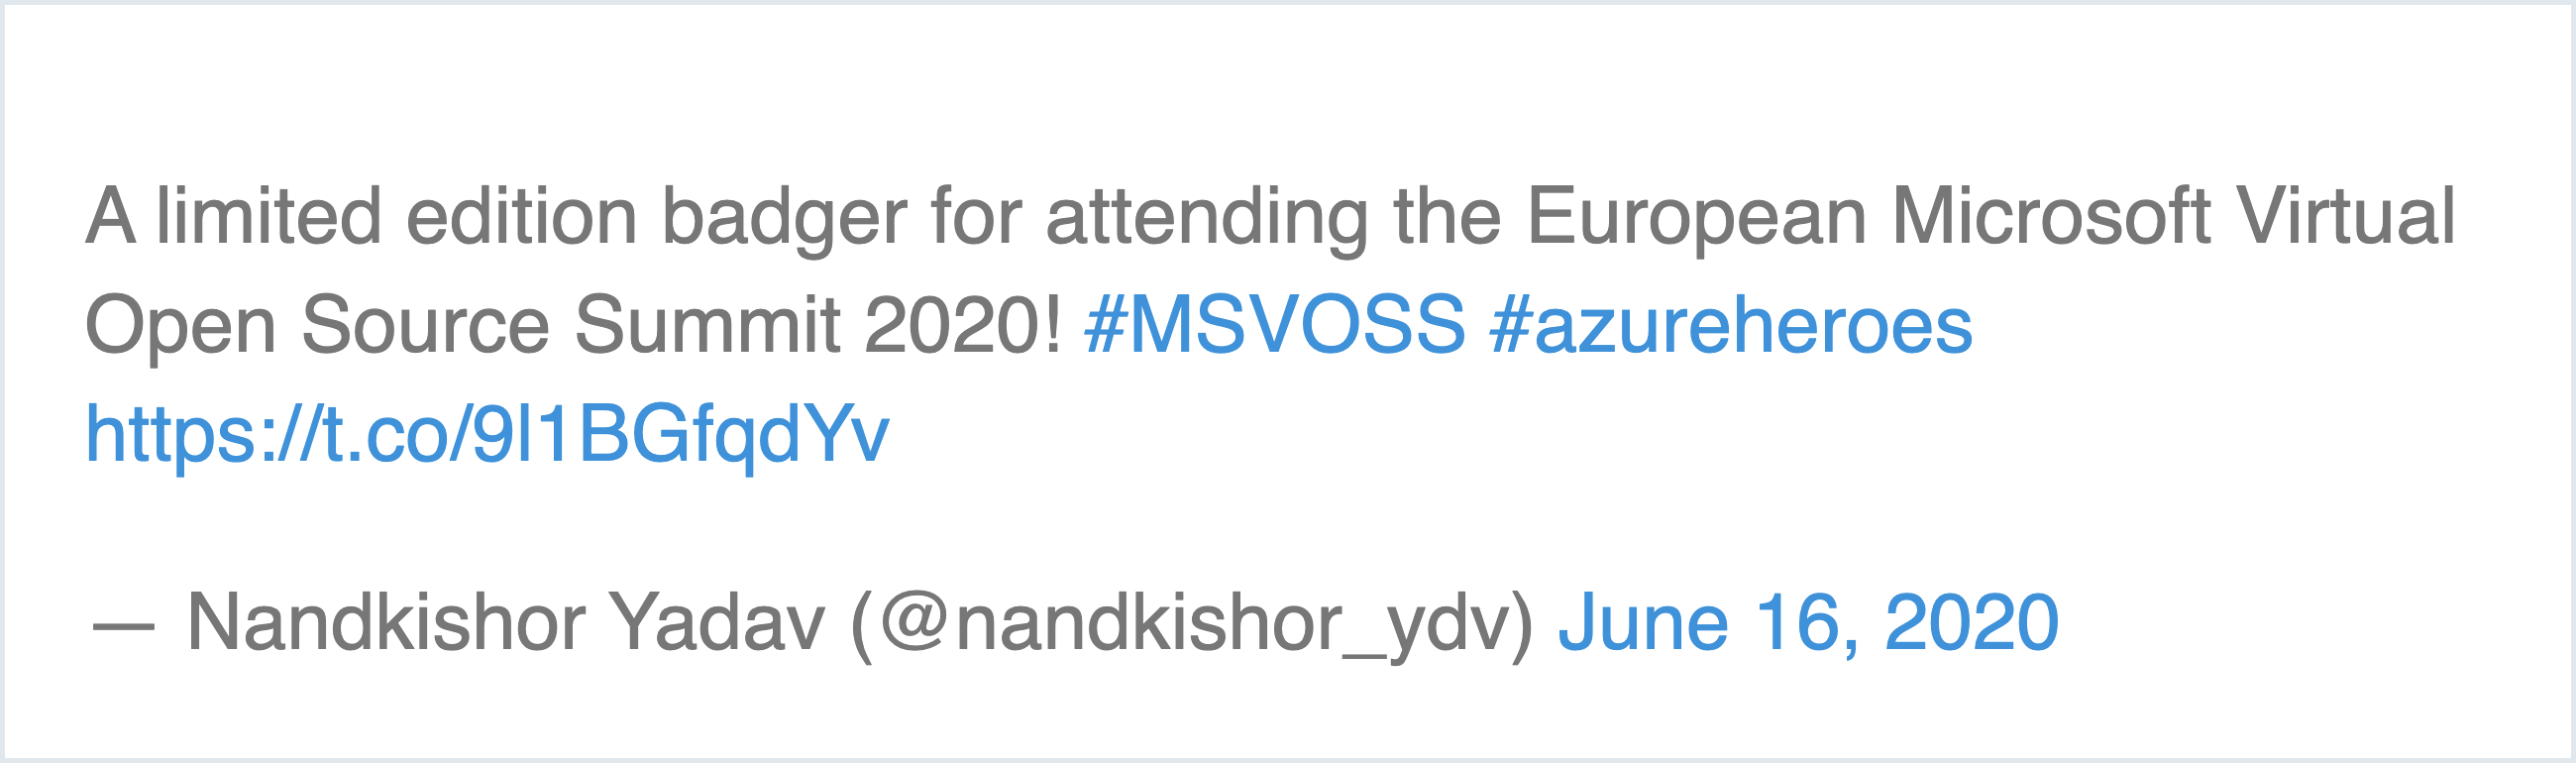 A limited edition badger for attending the European Microsoft Virtual
Open Source Summit 2020! #MSVOSS #azureheroes
https://t.co/9l1BGfqdYv
— Nandkishor Yadav (@nandkishor_ydv) June 16, 2020